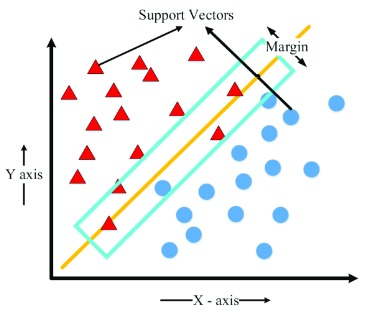 Support Vectors
Margin
Y axis
X - axis